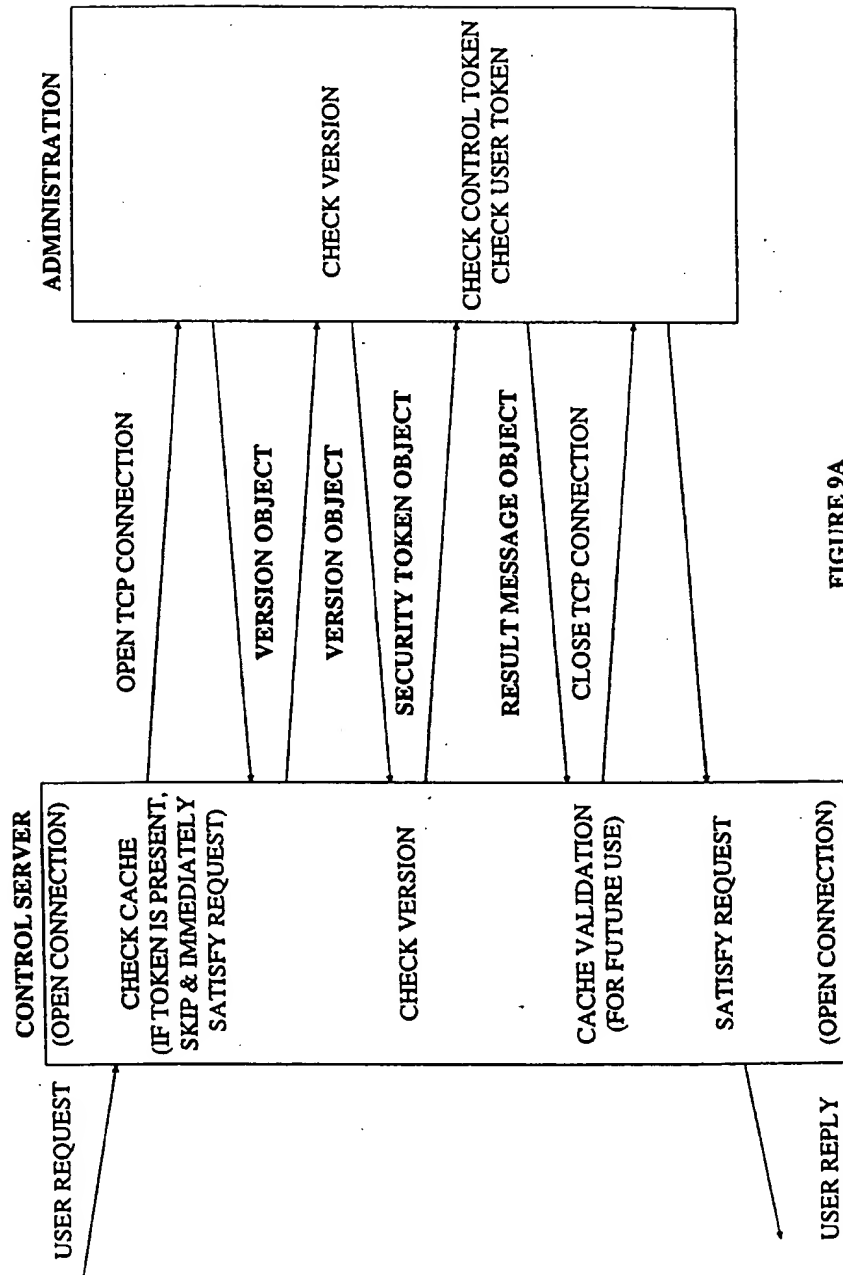 USER REQUEST
CONTROL SERVER
(OPEN CONNECTION)
CHECK CACHE
(IF TOKEN IS PRESENT,
SKIP & IMMEDIATELY
SATISFY REQUEST)
CHECK VERSION
CACHE VALIDATION
(FOR FUTURE USE)
SATISFY REQUEST
(OPEN CONNECTION)
USER REPLY
OPEN TCP CONNECTION
VERSION OBJECT
VERSION OBJECT
SECURITY TOKEN OBJECT
RESULT MESSAGE OBJECT
CLOSE TCP CONNECTION
ADMINISTRATION
CHECK VERSION
CHECK CONTROL TOKEN
CHECK USER TOKEN
FIGURE 9A